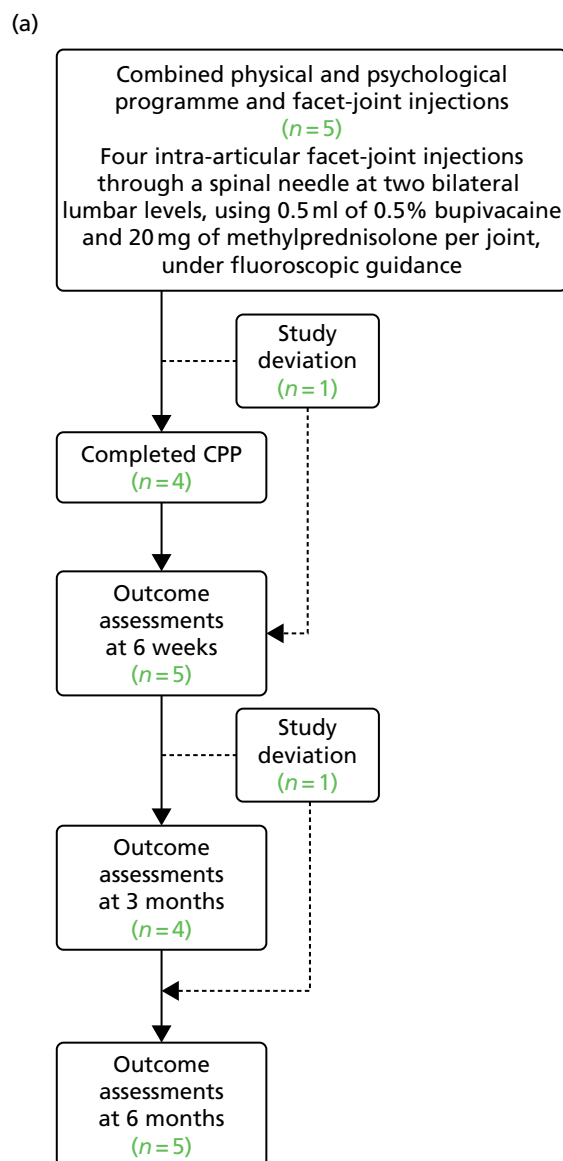 (a)
Combined physical and psychological
programme and facet-joint injections
(n=5)
Four intra-articular facet-joint injections
through a spinal needle at two bilateral
lumbar levels, using 0.5 ml of 0.5% bupivacaine
and 20 mg of methylprednisolone per joint,
under fluoroscopic guidance
Study
deviation
(n=1)
Completed CPP
(n=4)
Outcome
assessments
at 6 weeks
(n=5)
Study
deviation
(n=1)
Outcome
assessments
at 3 months
(n=4)
Outcome
assessments
at 6 months
(n=5)